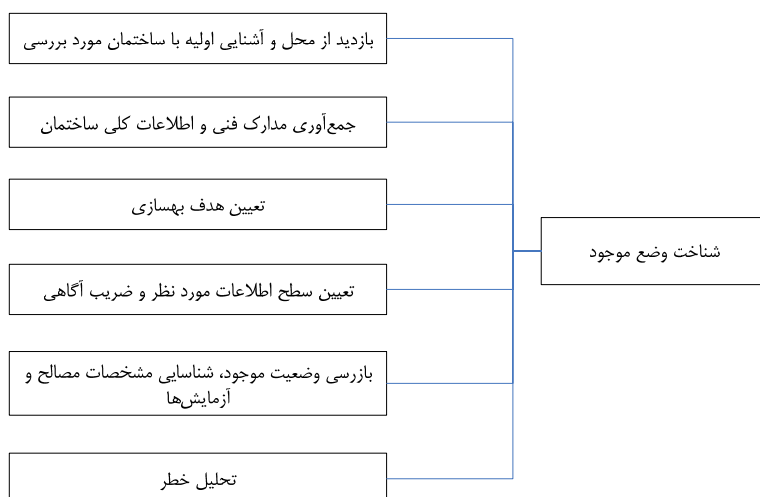 شناخت وضع موجود
بازدید از محل و آشنایی اولیه با ساختمان مورد بررسی
جمع‌آوری مدارک فنی و اطلاعات کلی ساختمان
تعیین هدف بهسازی
تعیین سطح اطلاعات مورد نظر و ضریب آگاهی
بازرسی وضعیت موجود، شناسایی مشخصات مصالح و
آزمایش‌ها
تحلیل خطر